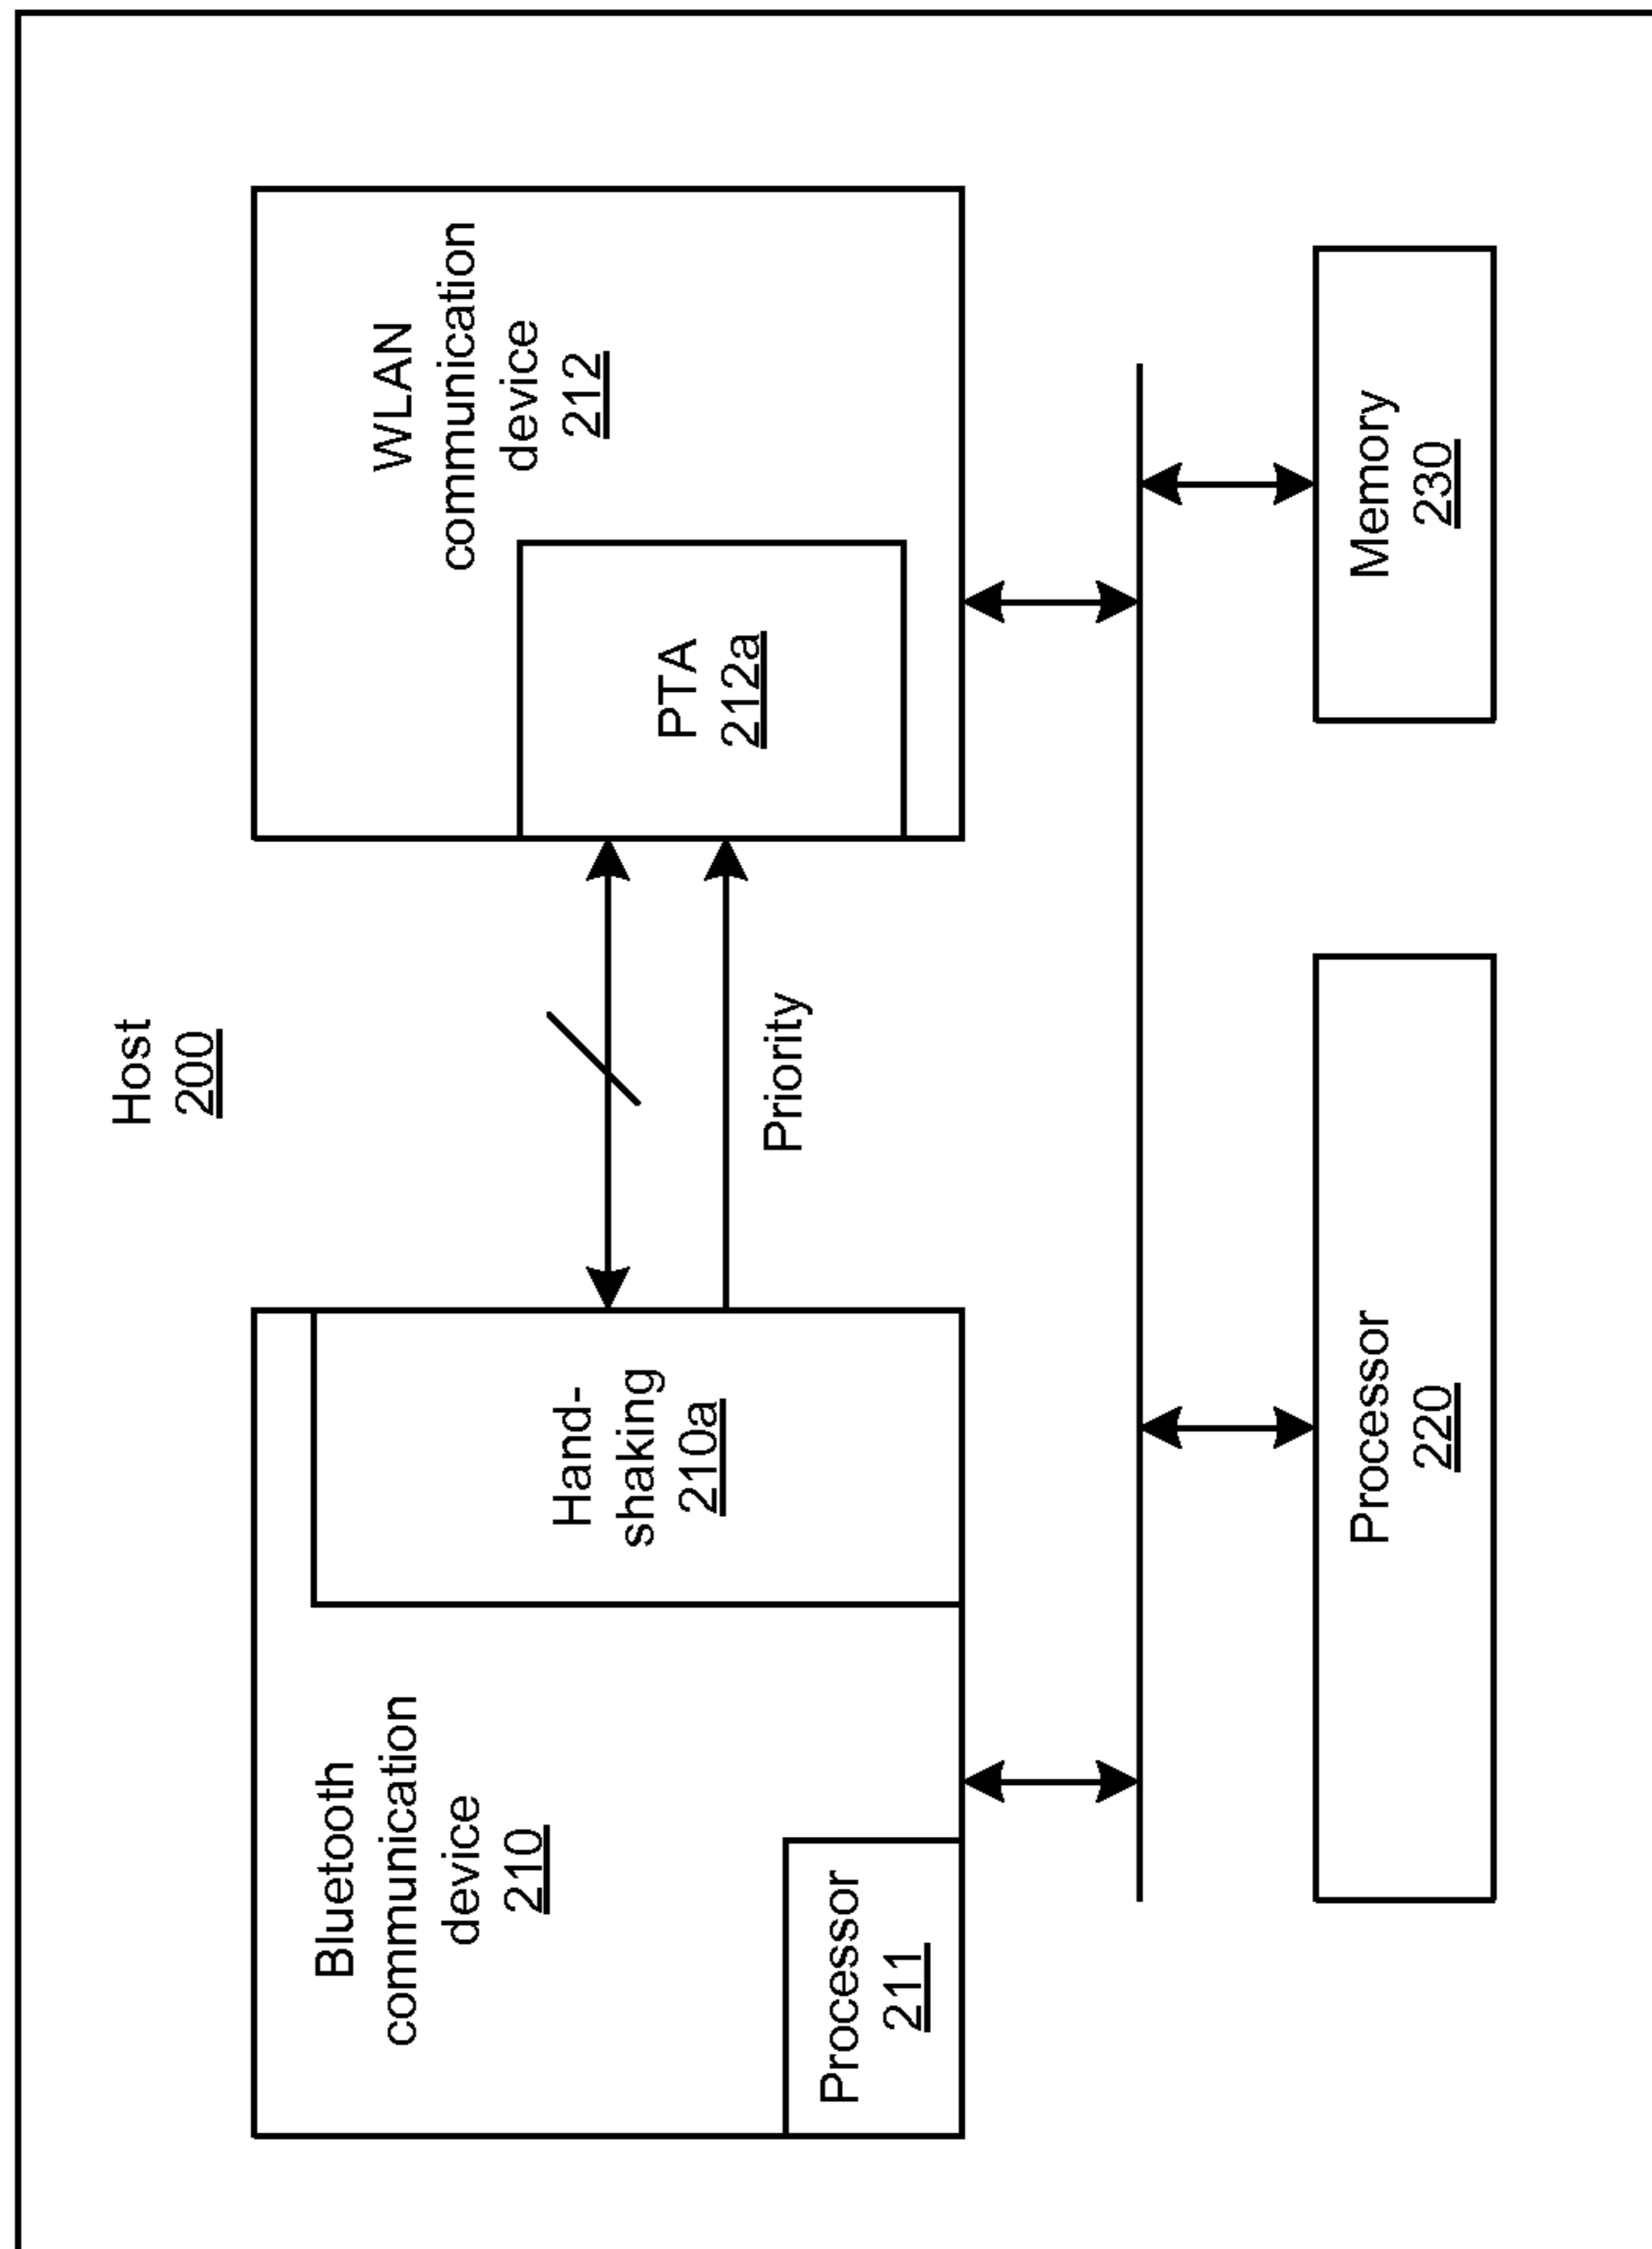 Host
200
Bluetooth
communication
device
210
Hand-
shaking
210a
Processor
211
Priority
WLAN
communication
device
212
PTA
212a
Processor
220
Memory
230